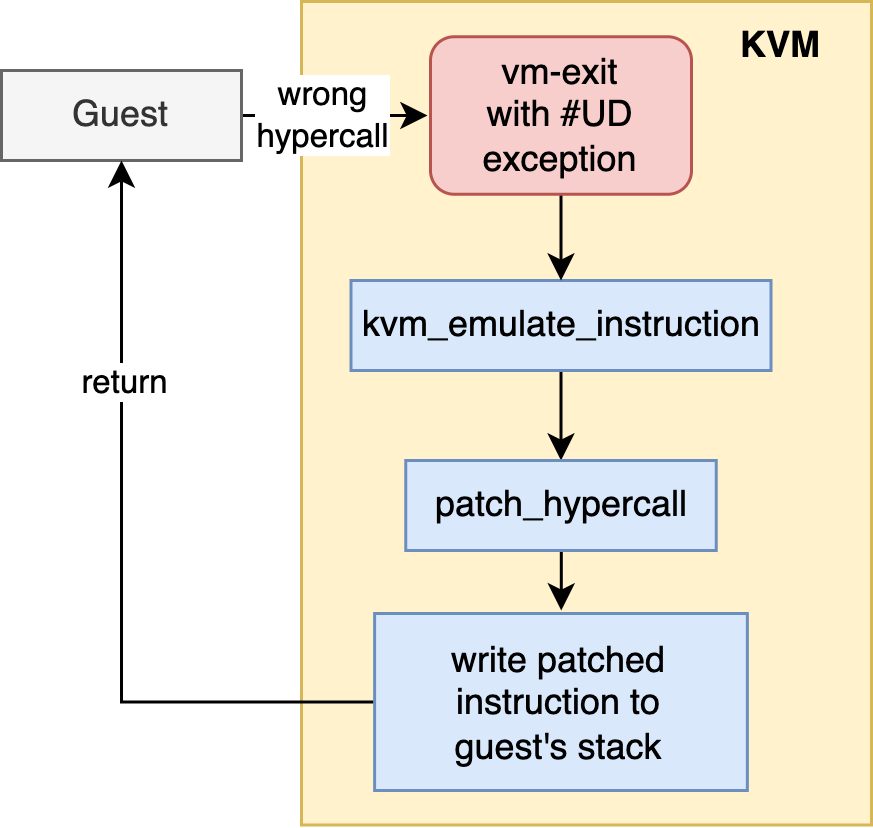 KVM
Guest
wrong
hypercall
vm-exit
with #UD
exception
kvm_emulate_instruction
patch_hypercall
write patched
instruction to
guest's stack
return